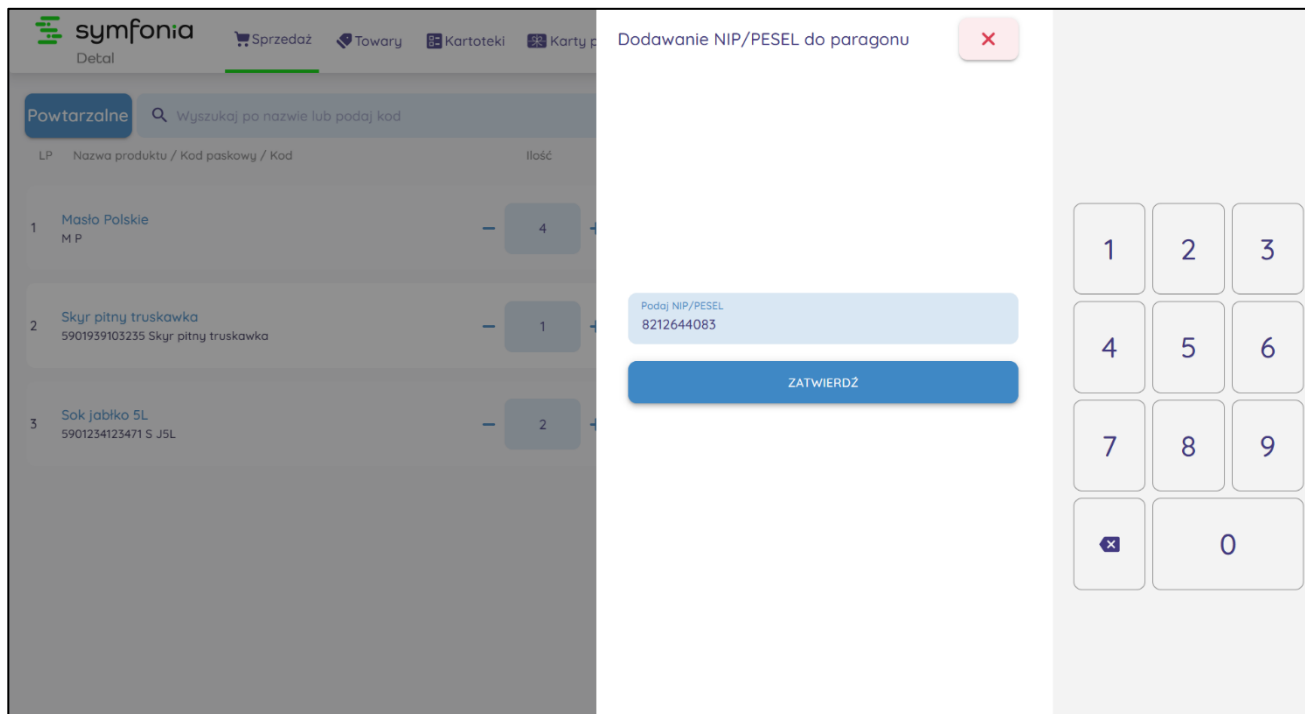 symfonia
Detal
Sprzedaż
Towary
Kartoteki
Karty p
Powtarzalne
Wyszukaj po nazwie lub podaj kod
LP Nazwa produktu / Kod paskowy / Kod Ilość
1 Masło Polskie
M P
4
2 Skyr pitny truskawka
5901939103235 Skyr pitny truskawka
1
3 Sok jabłko 5L
5901234123471 S J5L
2
Dodawanie NIP/PESEL do paragonu
Podaj NIP/PESEL
8212644083
ZATWIERDŹ
1 2 3
4 5 6
7 8 9
0